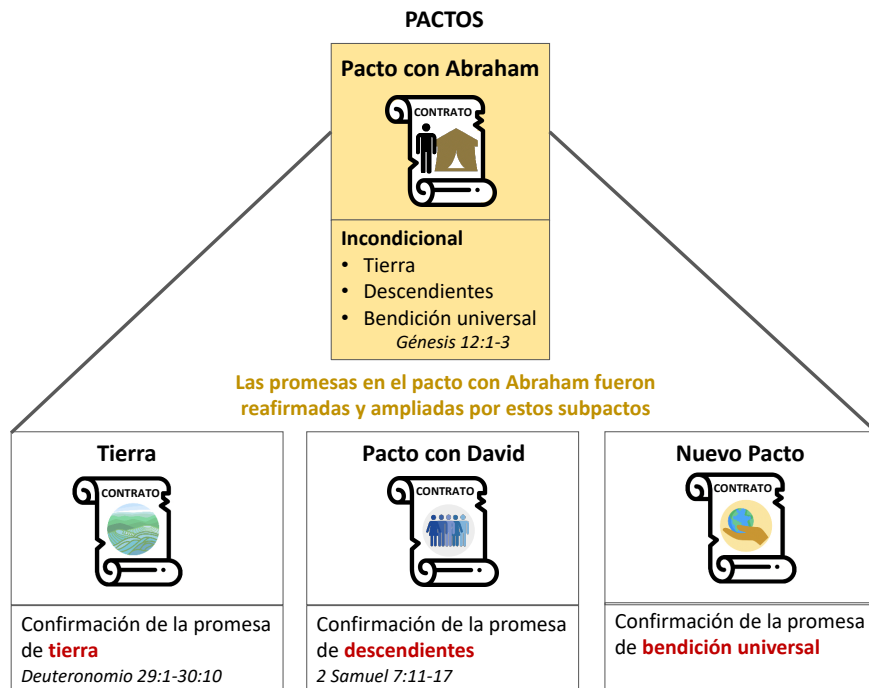 PACTOS
Pacto con Abraham
CONTRATO
Incondicional
• Tierra
• Descendientes
• Bendición universal
Génesis 12:1-3
Las promesas en el pacto con Abraham fueron
reafirmadas y ampliadas por estos subpactos
Tierra
CONTRATO
Confirmación de la promesa
de tierra
Deuteronomio 29:1-30:10
Pacto con David
CONTRATO
Confirmación de la promesa
de descendientes
2 Samuel 7:11-17
Nuevo Pacto
CONTRATO
Confirmación de la promesa
de bendición universal